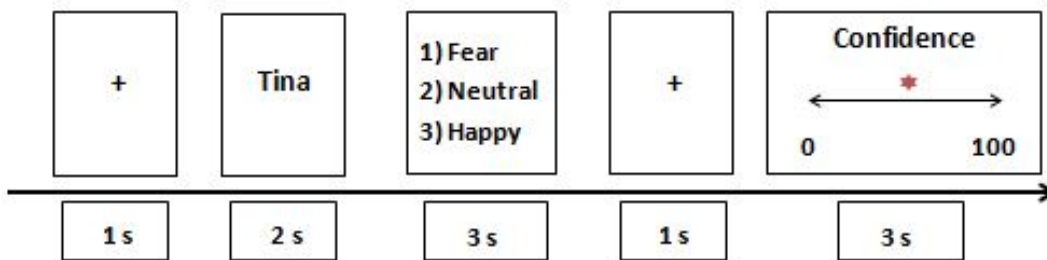 +
Tina
1) Fear
2) Neutral
3) Happy
+
Confidence
0 100
1 s
2 s
3 s
1 s
3 s